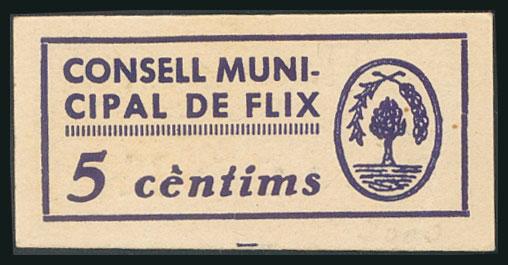 CONSELL MUNI-
CIPAL DE FLIX
5 cèntims